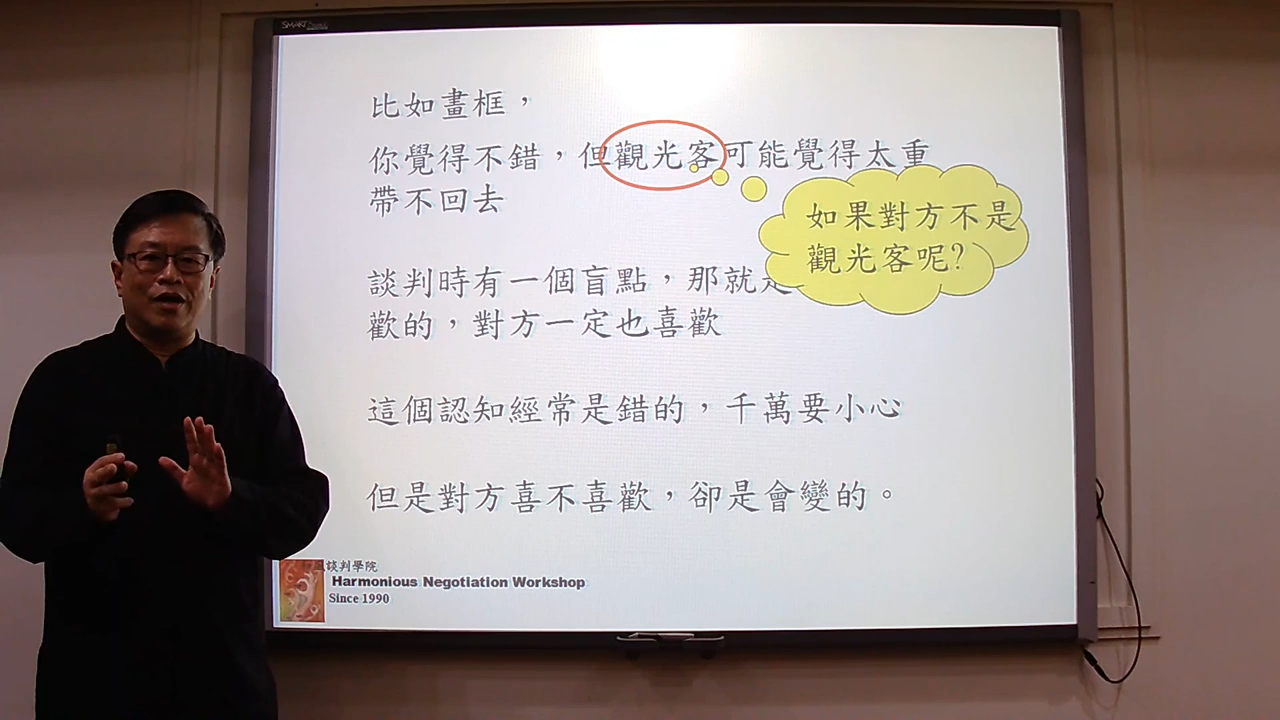 SMART
比如畫框，
你覺得不錯，但觀光客可能覺得太重
帶不回去
如果對方不是
觀光客呢?
談判時有一個盲點，那就是
歡的，對方一定也喜歡
這個認知經常是錯的，千萬要小心
但是對方喜不喜歡，卻是會變的。
風談判學院
Harmonious Negotiation Workshop
Since 1990